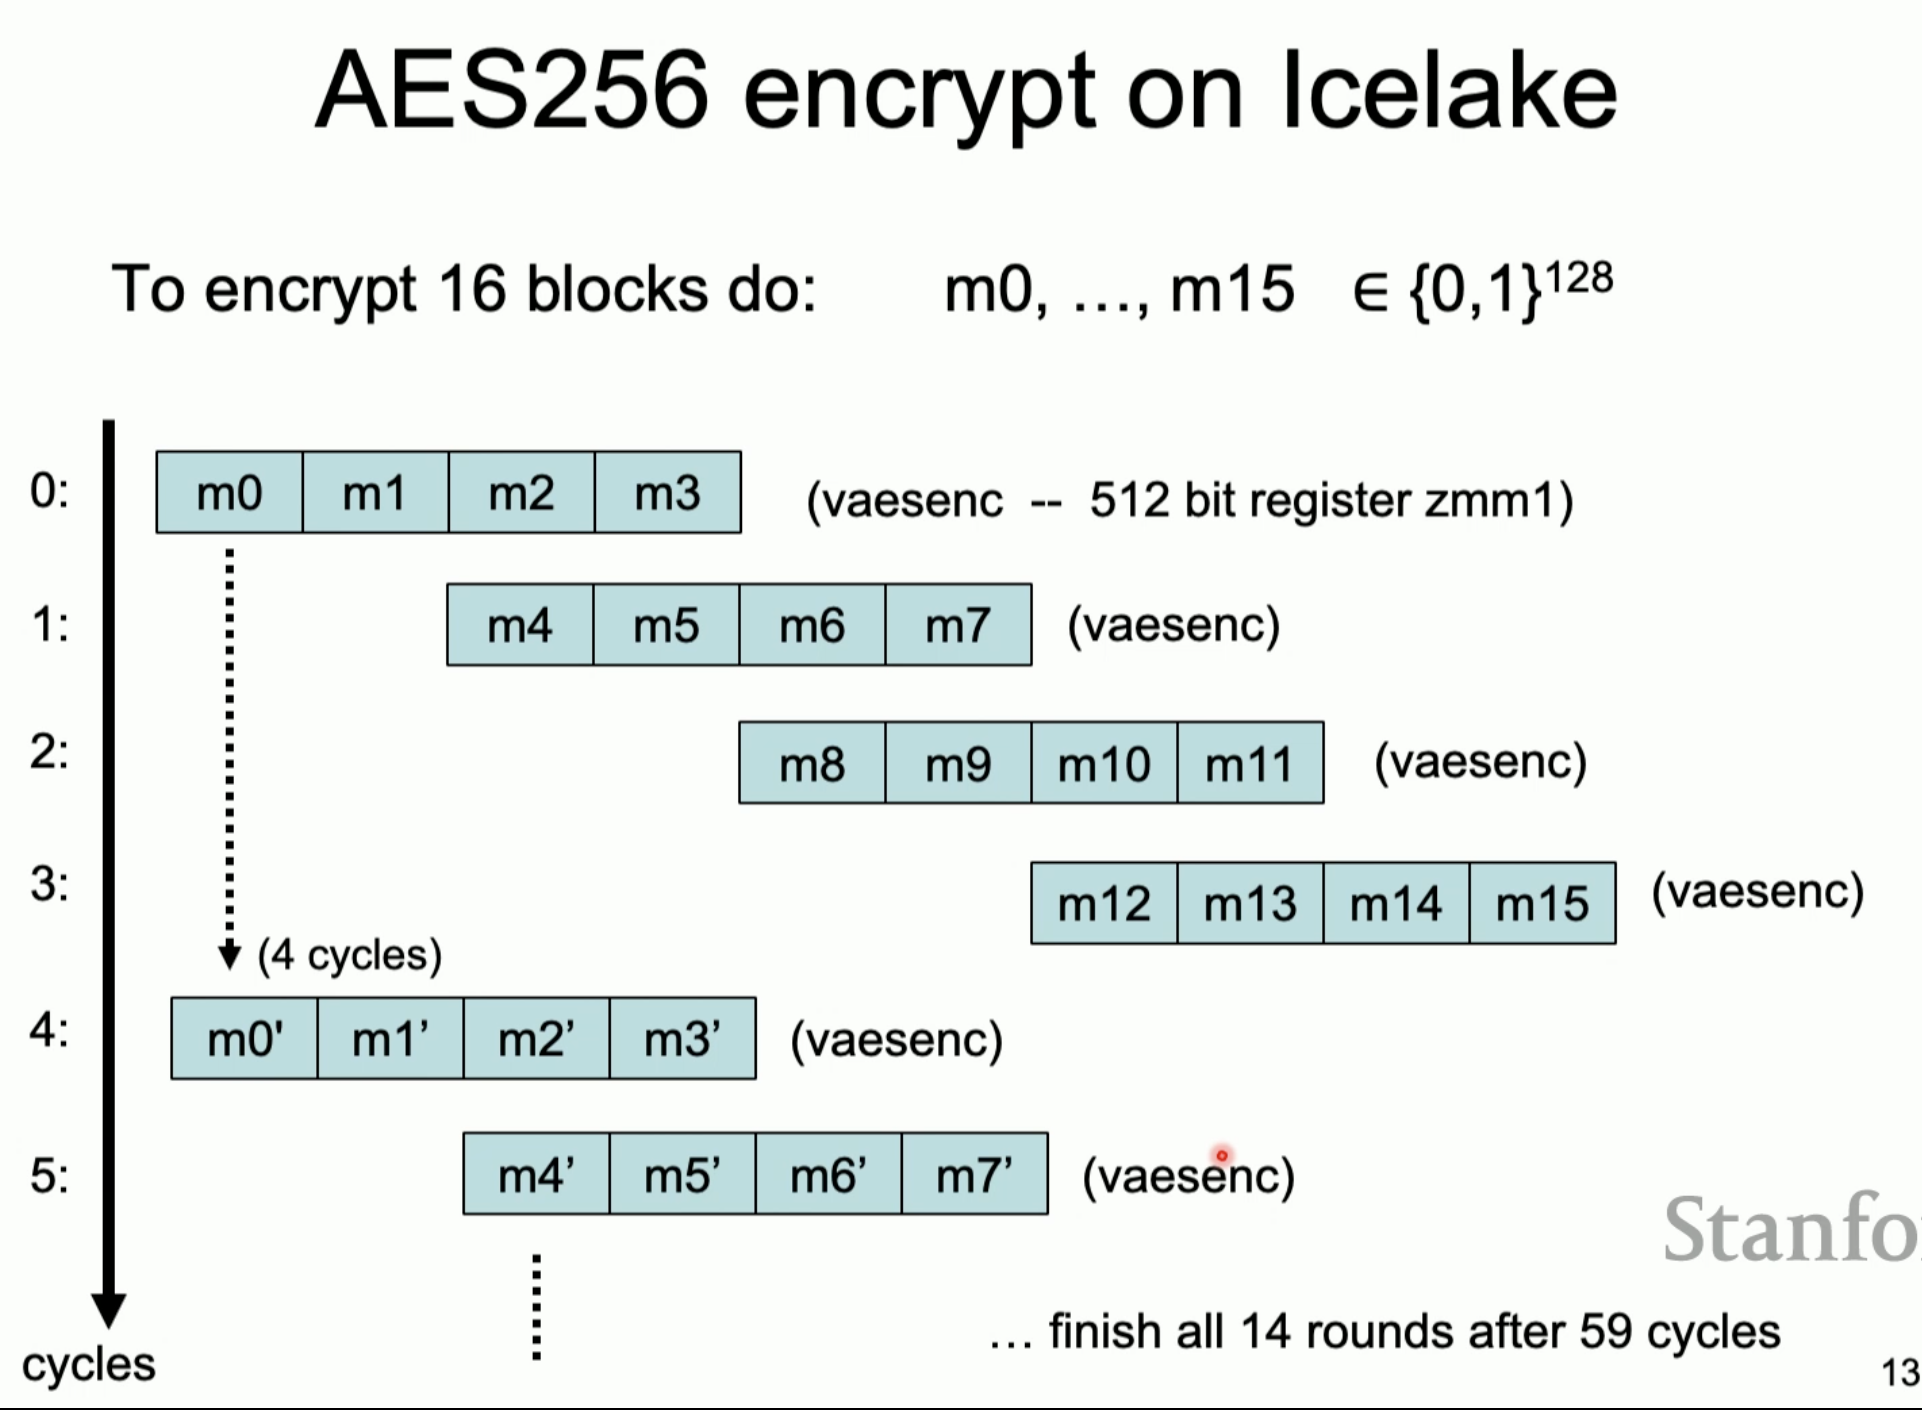 AES256 encrypt on Icelake
To encrypt 16 blocks do: m0, …, m15 ∈ {0,1}¹²⁸
0: m0 m1 m2 m3 (vaesenc -- 512 bit register zmm1)
1: m4 m5 m6 m7 (vaesenc)
2: m8 m9 m10 m11 (vaesenc)
3: m12 m13 m14 m15 (vaesenc)
(4 cycles)
4: m0' m1’ m2’ m3’ (vaesenc)
5: m4’ m5’ m6’ m7’ (vaesenc)
Stanfo
… finish all 14 rounds after 59 cycles
cycles
13